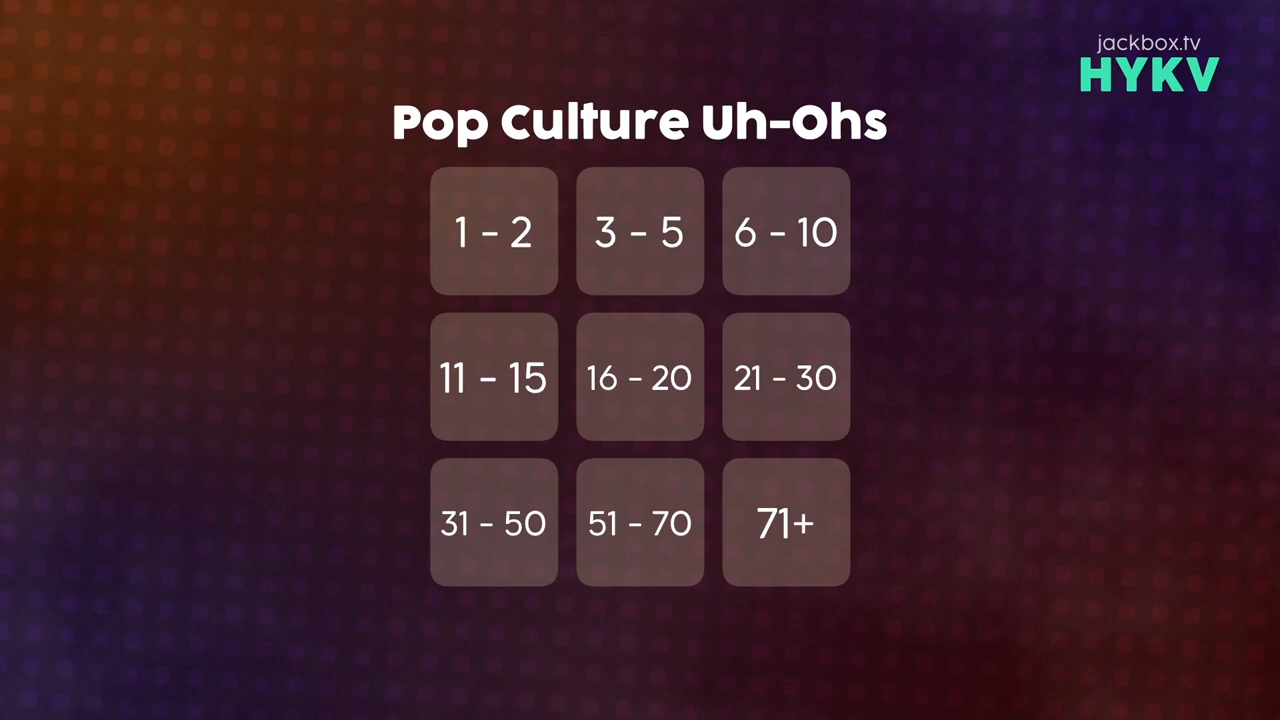 jackbox.tv
HYKV
Pop Culture Uh-Ohs
1 - 2
3 - 5
6 - 10
11 - 15
16 - 20
21 - 30
31 - 50
51 - 70
71+